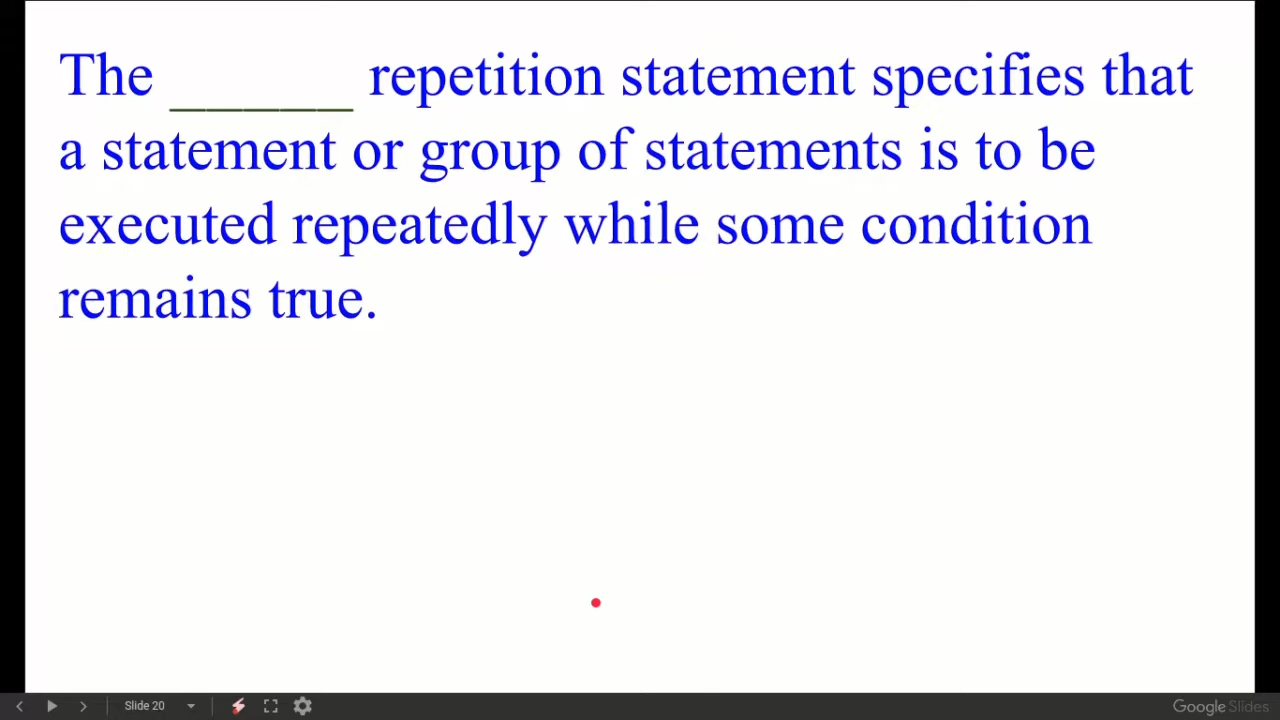 The _____ repetition statement specifies that
a statement or group of statements is to be
executed repeatedly while some condition
remains true.
Slide 20
Google Slides